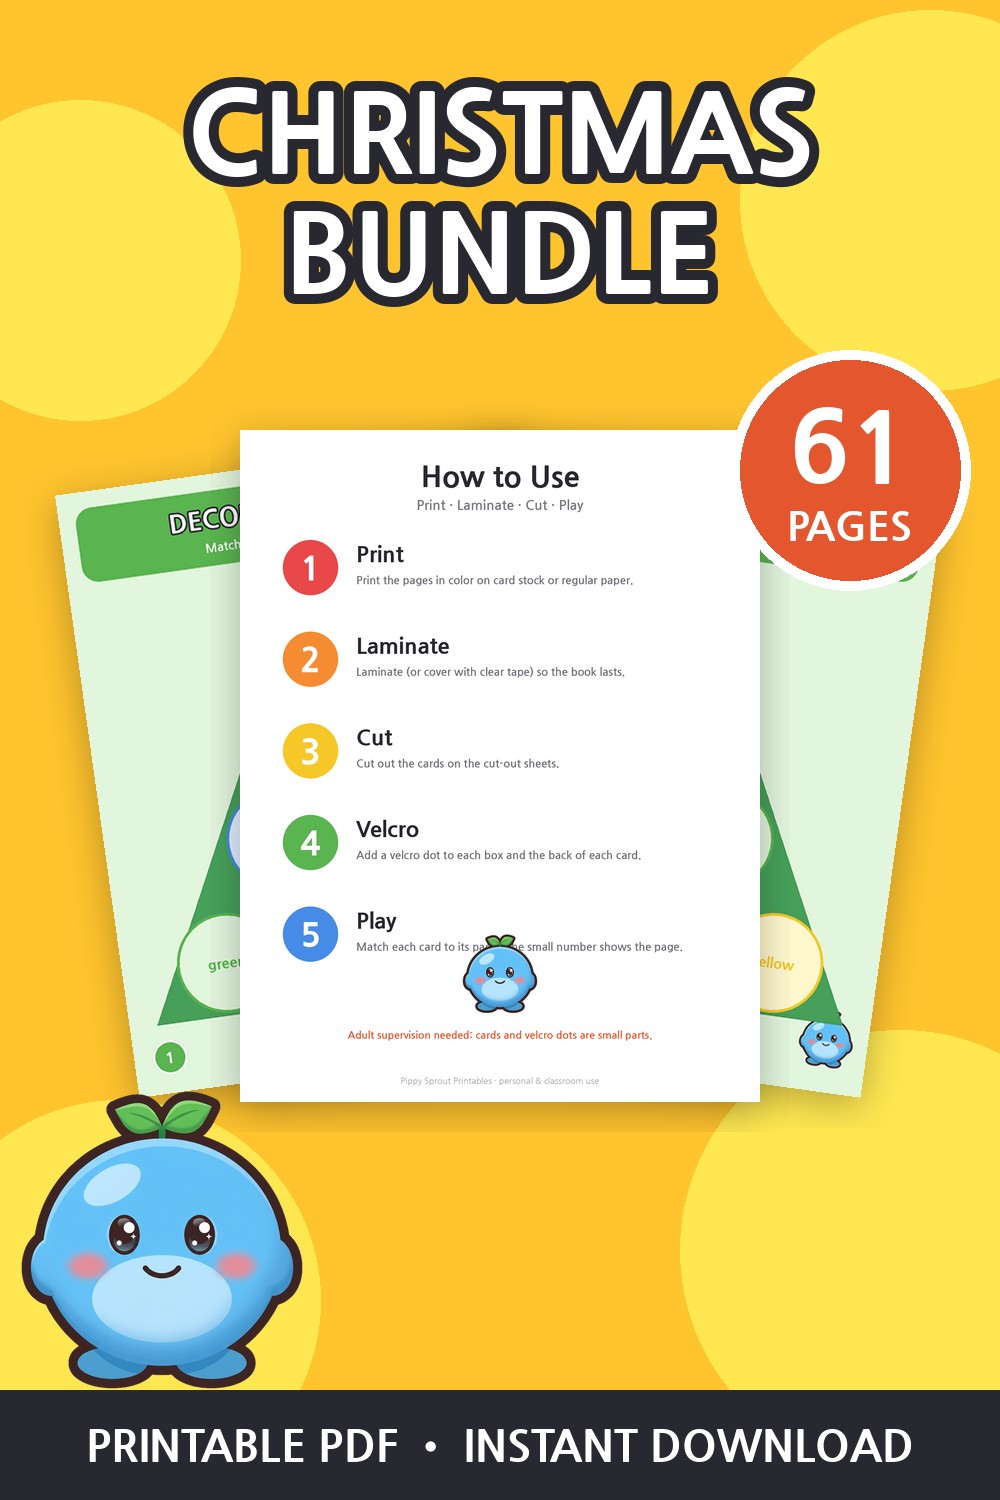 CHRISTMAS
BUNDLE
61
PAGES
How to Use
Print · Laminate · Cut · Play
DECO
Match
1
Print
Print the pages in color on card stock or regular paper.
2
Laminate
Laminate (or cover with clear tape) so the book lasts.
3
Cut
Cut out the cards on the cut-out sheets.
4
Velcro
Add a velcro dot to each box and the back of each card.
5
Play
Match each card to its small number shows the page.
Adult supervision needed: cards and velcro dots are small parts.
Pippy Sprout Printables · personal & classroom use
green
ellow
1
PRINTABLE PDF • INSTANT DOWNLOAD